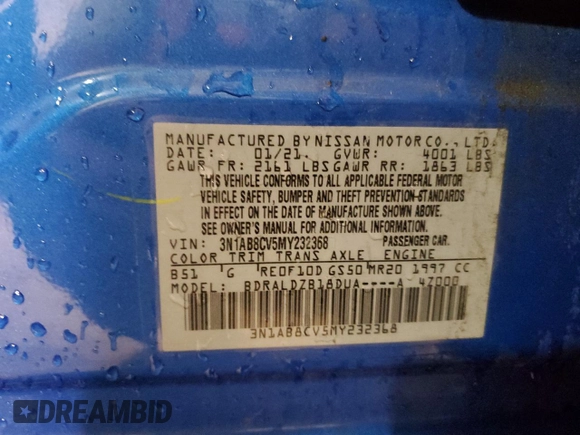 MANUFACTURED BY NISSAN MOTOR CO., LTD.
DATE: 01/21. GVWR: 4001 LBS
GAWR FR: 2161 LBS GAWR RR: 1863 LBS
THIS VEHICLE CONFORMS TO ALL APPLICABLE FEDERAL MOTOR
VEHICLE SAFETY, BUMPER AND THEFT PREVENTION-STANDARDS
IN EFFECT ON THE DATE OF MANUFACTURE SHOWN ABOVE.
SEE OWNER'S MANUAL FOR ADDITIONAL INFORMATION.
VIN: 3N1AB8CV5MY232368 PASSENGER CAR.
COLOR TRIM TRANS AXLE ENGINE
B51 G RE0F10D GS50 MR20 1997 CC
MODEL: BDRALDZB18DUA----A- 4Z000
3N1AB8CV5MY232368
DREAMBID